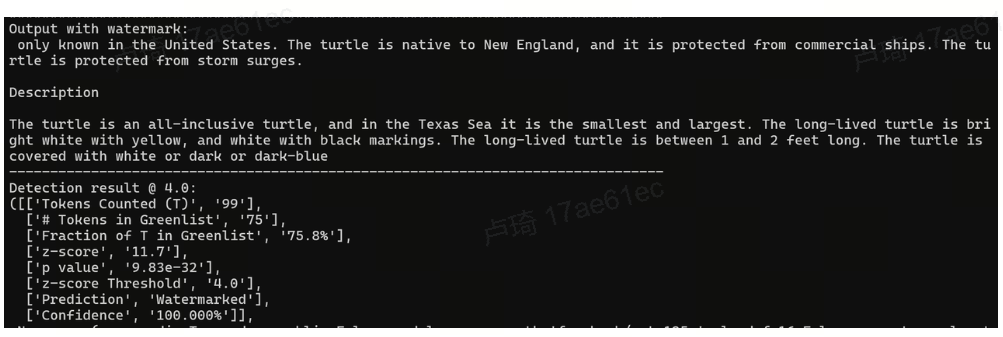 Output with watermark:
only known in the United States. The turtle is native to New England, and it is protected from commercial ships. The tu
rtle is protected from storm surges.
Description
The turtle is an all-inclusive turtle, and in the Texas Sea it is the smallest and largest. The long-lived turtle is bri
ght white with yellow, and white with black markings. The long-lived turtle is between 1 and 2 feet long. The turtle is
covered with white or dark or dark-blue
--------------------------------------------------------------------------------
Detection result @ 4.0:
([['Tokens Counted (T)', '99'],
['# Tokens in Greenlist', '75'],
['Fraction of T in Greenlist', '75.8%'],
['z-score', '11.7'],
['p value', '9.83e-32'],
['z-score Threshold', '4.0'],
['Prediction', 'Watermarked'],
['Confidence', '100.000%']],
卢琦 17ae61ec
卢琦 17ae61ec
卢琦 17ae6